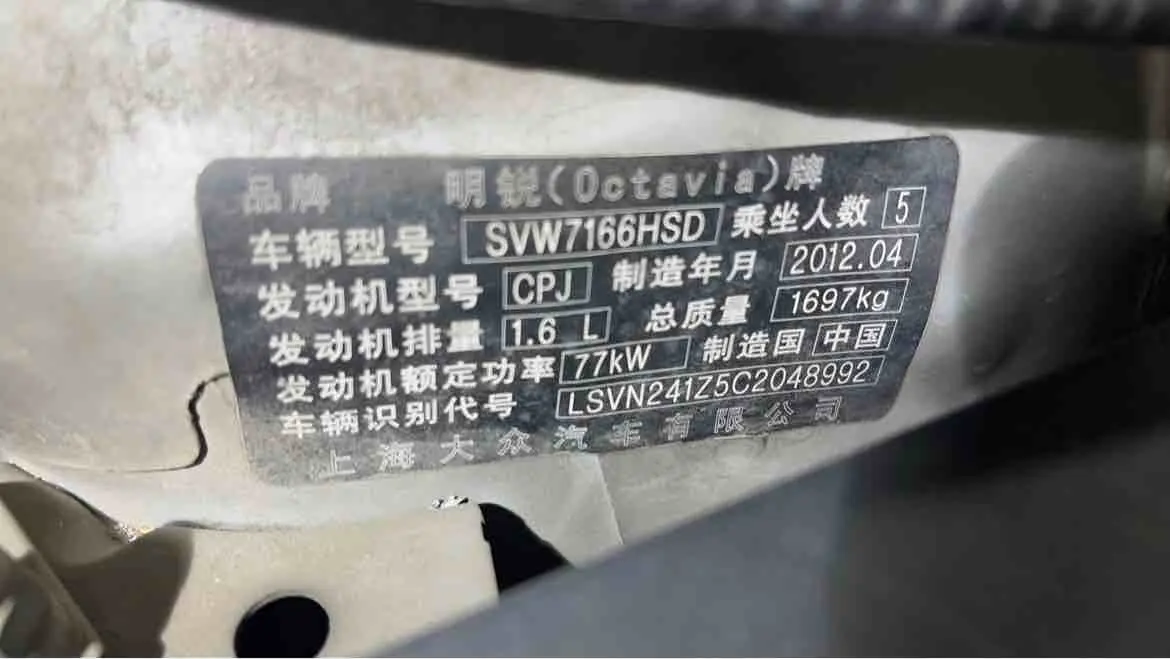 品牌 明锐(Octavia)牌
车辆型号 SVW7166HSD 乘坐人数 5
发动机型号 CPJ 制造年月 2012.04
发动机排量 1.6 L 总质量 1697kg
发动机额定功率 77kW 制造国 中国
车辆识别代号 LSVN241Z5C2048992
上海大众汽车有限公司